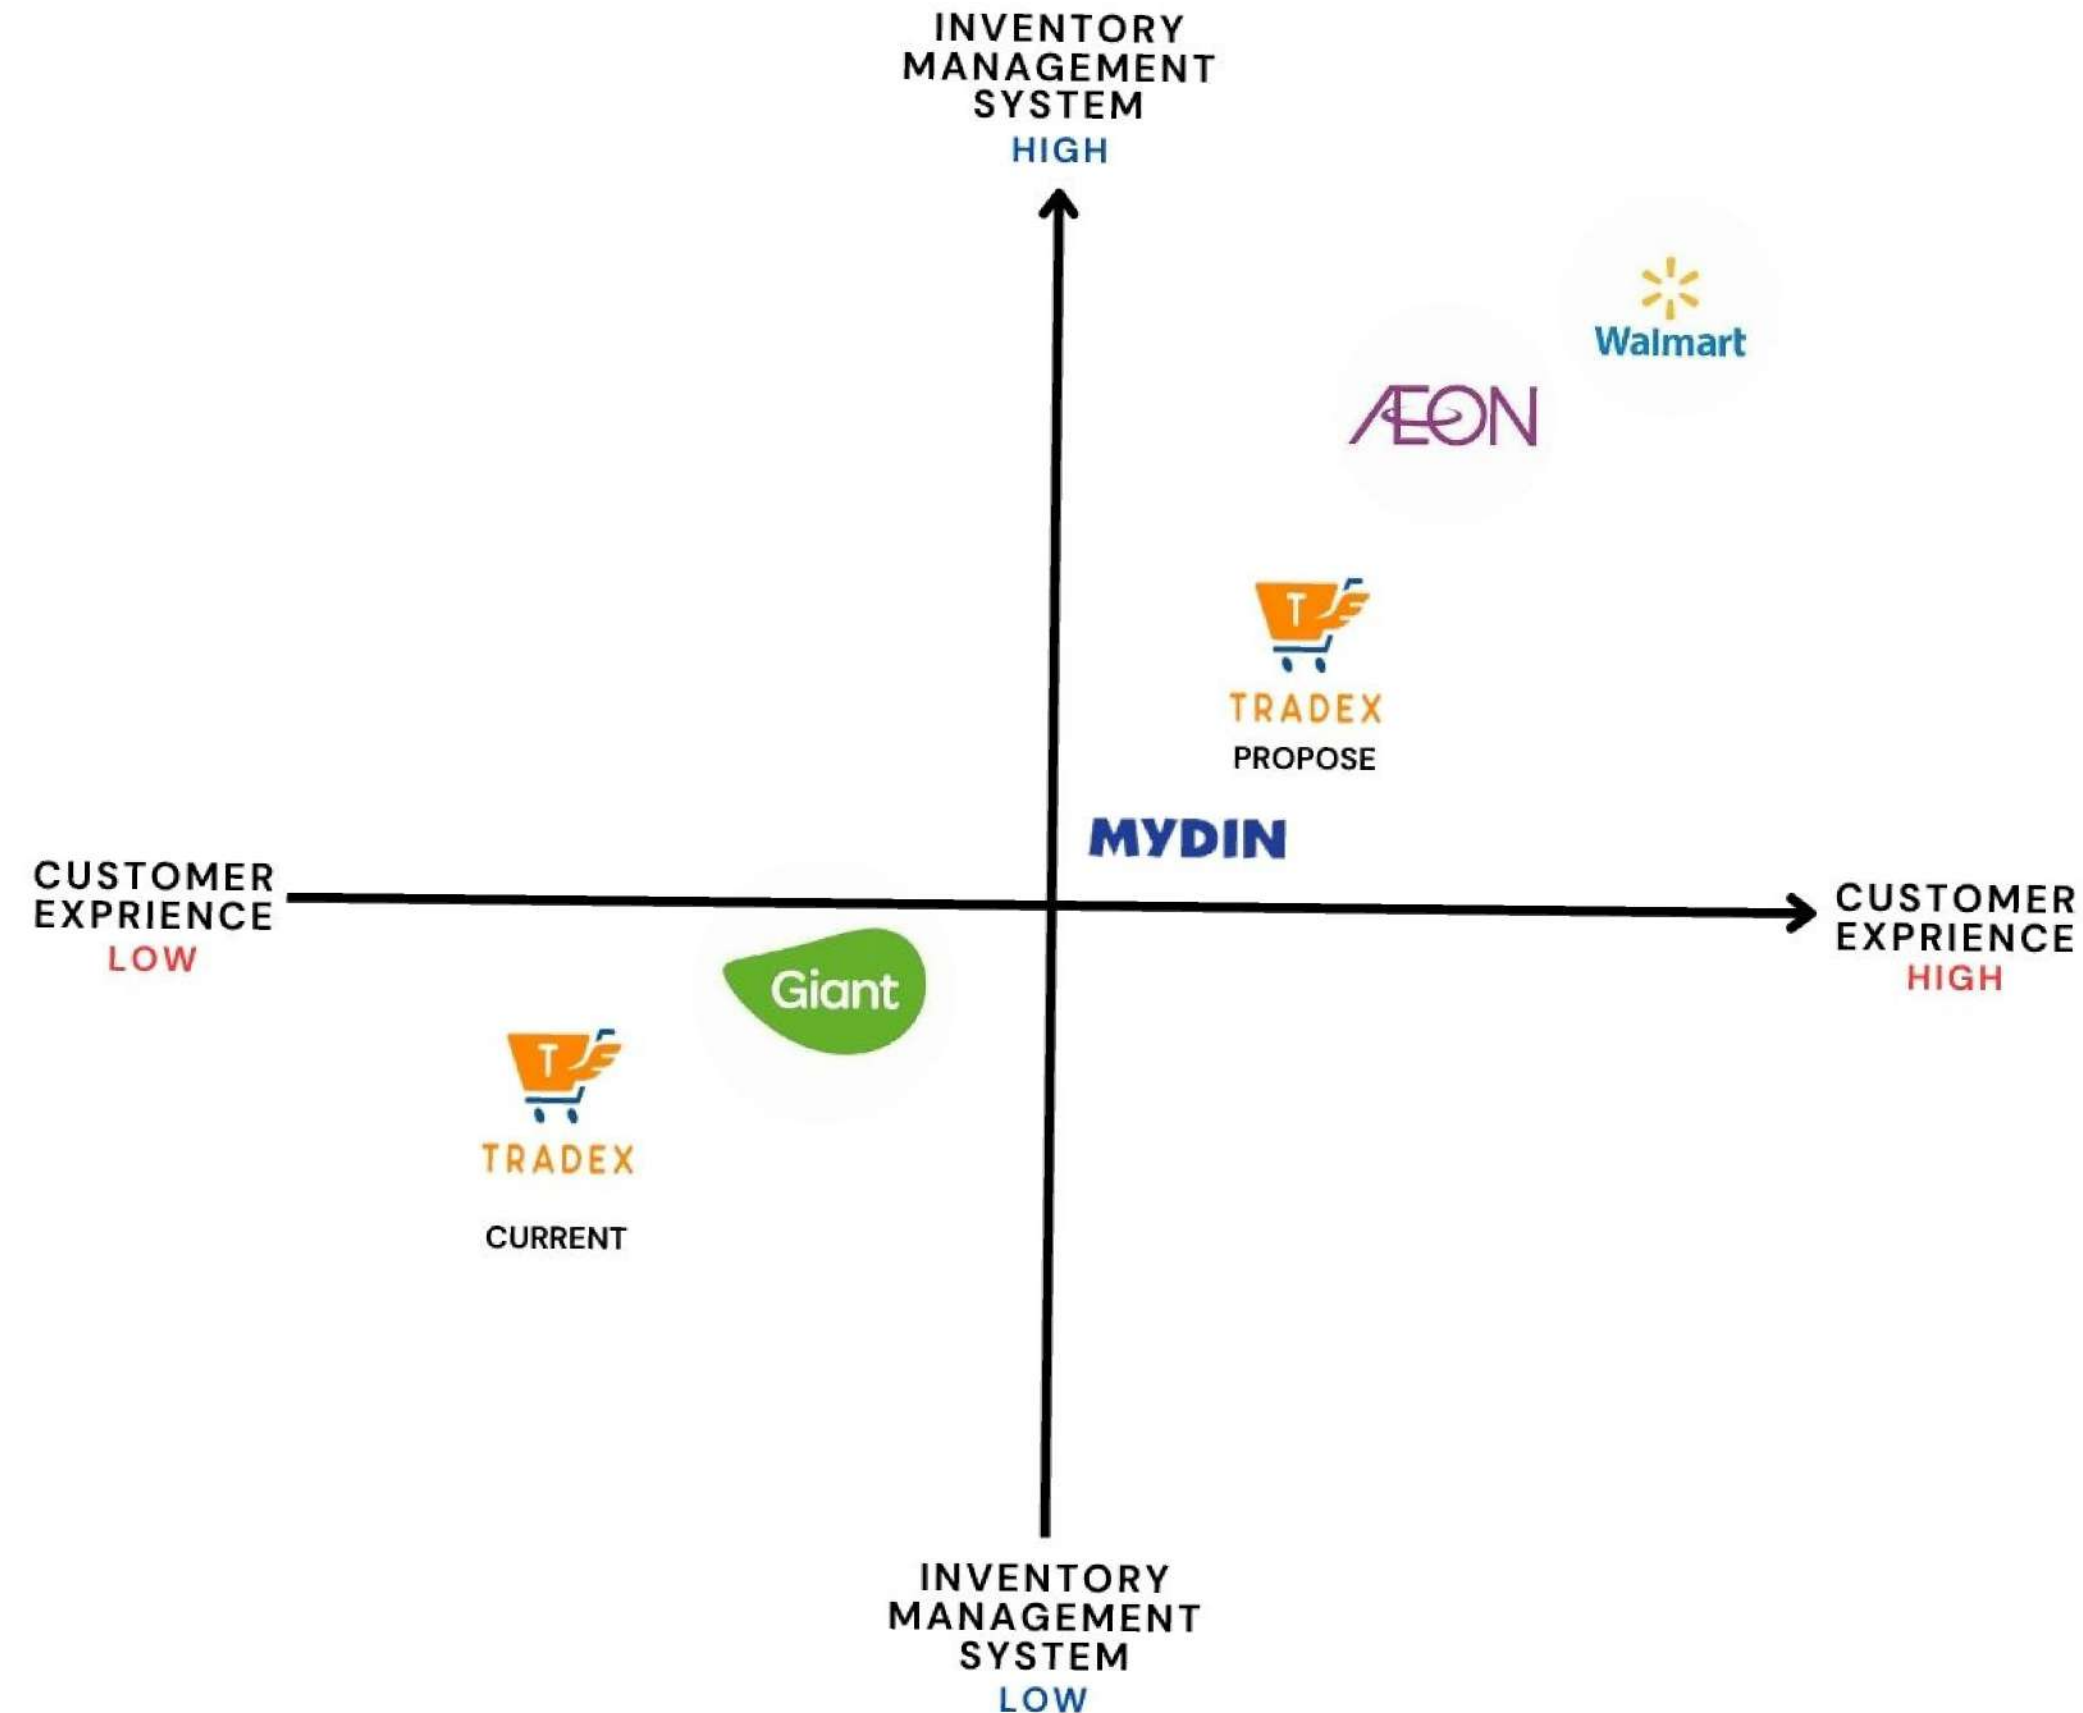 INVENTORY
MANAGEMENT
SYSTEM
HIGH
Walmart
ÆON
T
TRADEX
PROPOSE
MYDIN
CUSTOMER
EXPRIENCE
LOW
CUSTOMER
EXPRIENCE
HIGH
Giant
T
TRADEX
CURRENT
INVENTORY
MANAGEMENT
SYSTEM
LOW